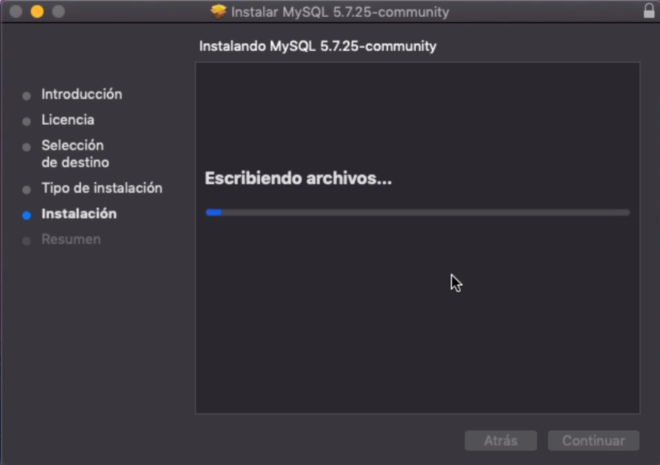 Instalar MySQL 5.7.25-community
Instalando MySQL 5.7.25-community
Introducción
Licencia
Selección
de destino
Tipo de instalación
Instalación
Resumen
Escribiendo archivos...
Atrás
Continuar